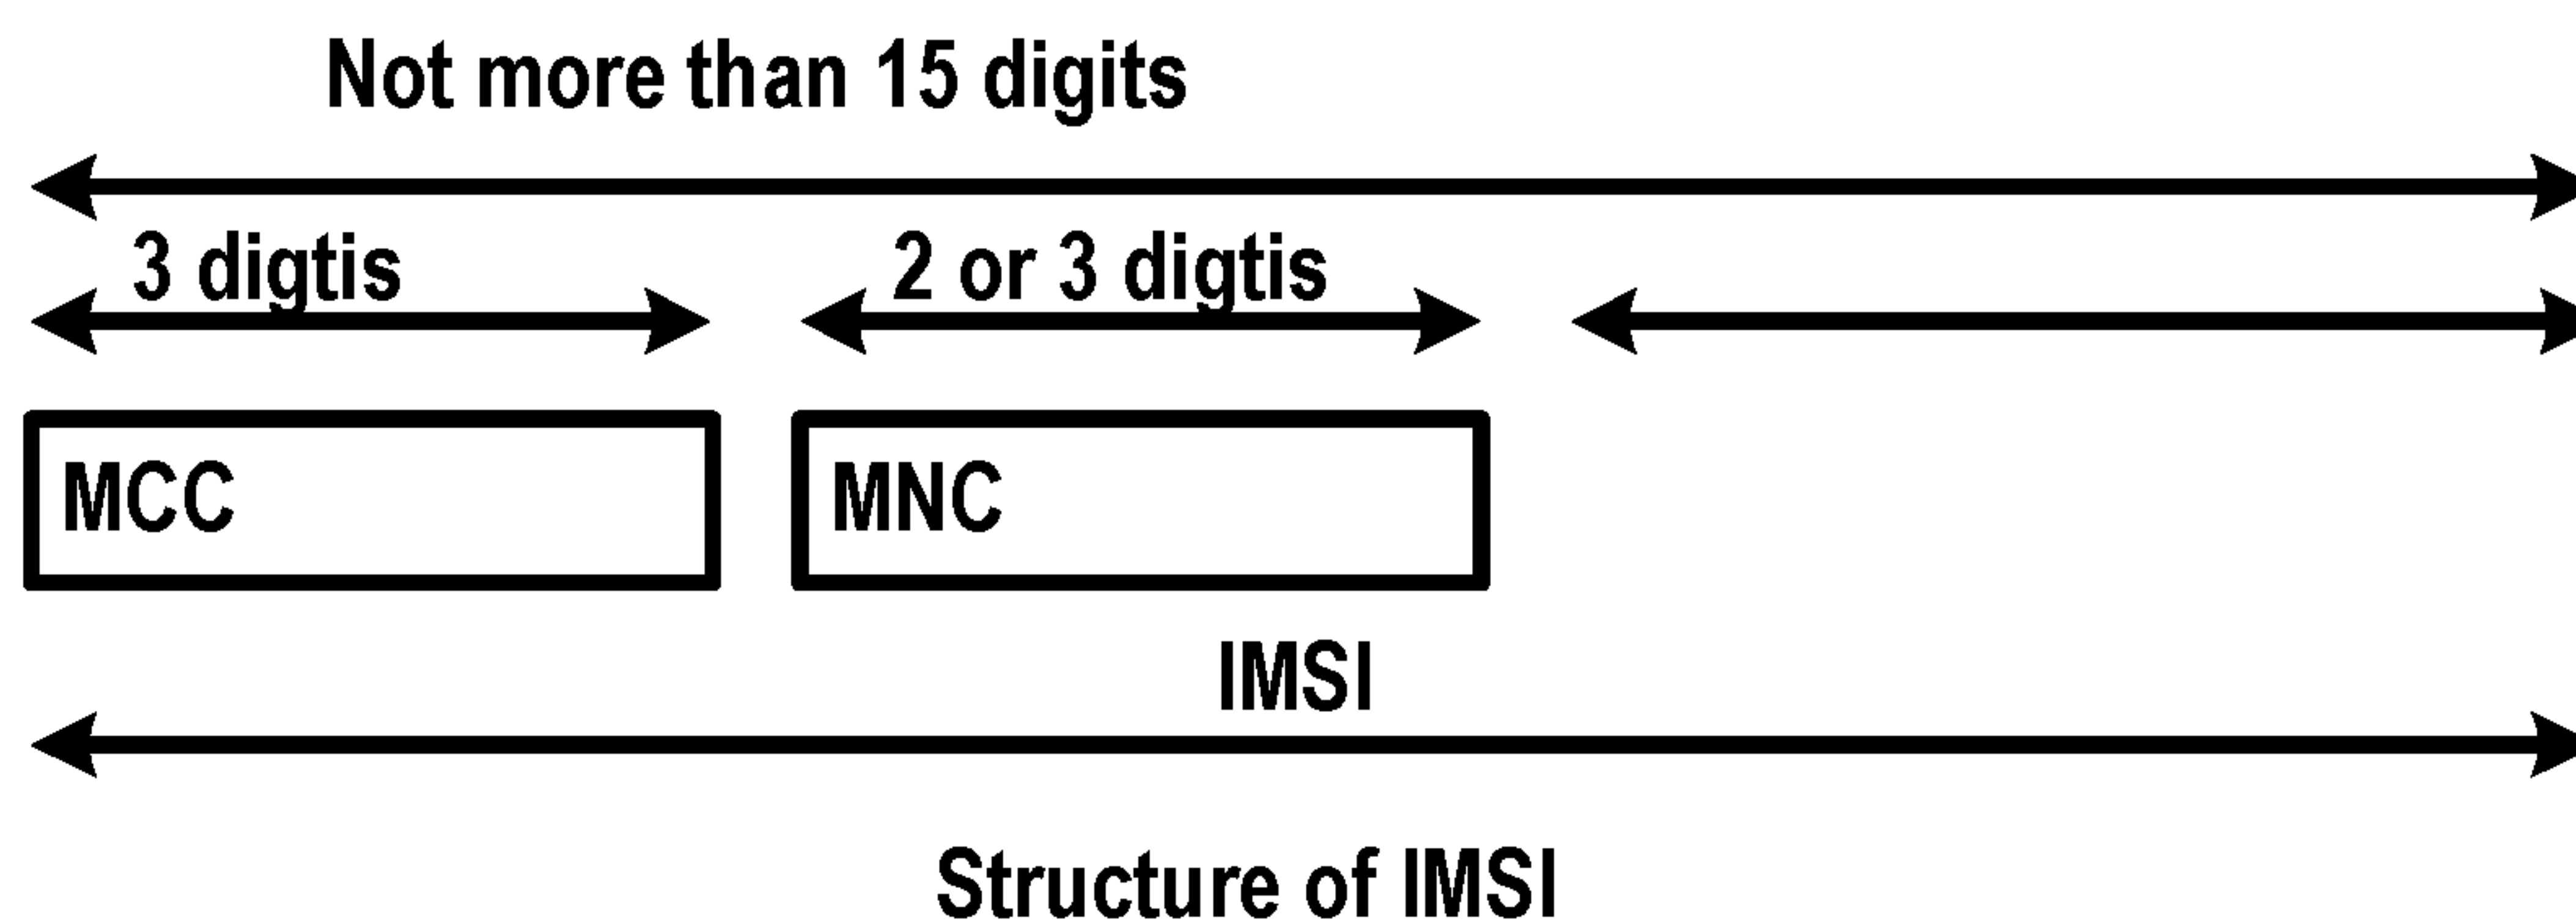 Not more than 15 digits
3 digtis
2 or 3 digtis
MCC
MNC
IMSI
Structure of IMSI